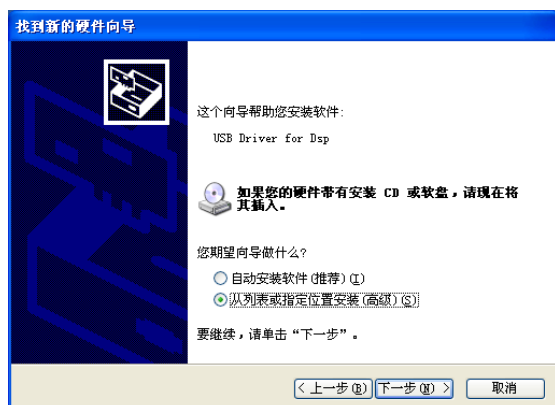 找到新的硬件向导
这个向导帮助您安装软件:
USB Driver for Dsp
如果您的硬件带有安装 CD 或软盘，请现在将
其插入。
您期望向导做什么?
自动安装软件(推荐)(I)
从列表或指定位置安装(高级)(S)
要继续，请单击“下一步”。
< 上一步(B) 下一步(N) > 取消